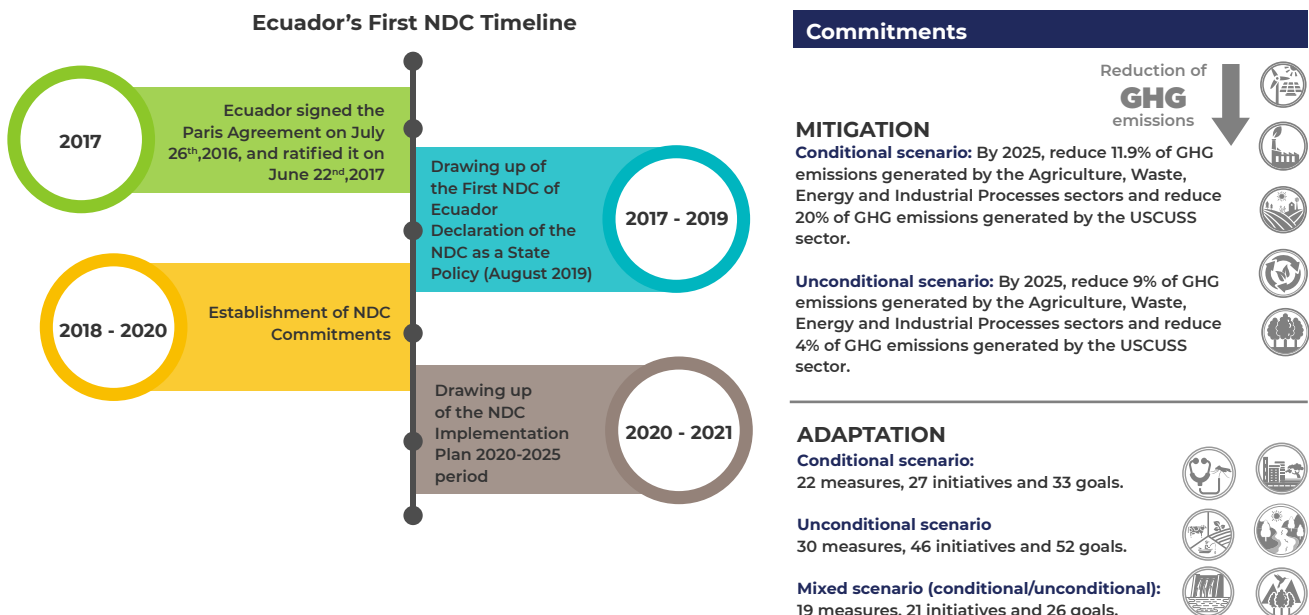 Ecuador's First NDC Timeline
2017
Ecuador signed the
Paris Agreement on July
26th,2016, and ratified it on
June 22nd,2017
Drawing up of
the First NDC of
Ecuador
Declaration of the
NDC as a State
Policy (August 2019)
2017 - 2019
2018 - 2020
Establishment of NDC
Commitments
Drawing up
of the NDC
Implementation
Plan 2020-2025
period
2020 - 2021
Commitments
Reduction of
GHG
emissions
MITIGATION
Conditional scenario: By 2025, reduce 11.9% of GHG
emissions generated by the Agriculture, Waste,
Energy and Industrial Processes sectors and reduce
20% of GHG emissions generated by the USCUSS
sector.
Unconditional scenario: By 2025, reduce 9% of GHG
emissions generated by the Agriculture, Waste,
Energy and Industrial Processes sectors and reduce
4% of GHG emissions generated by the USCUSS
sector.
ADAPTATION
Conditional scenario:
22 measures, 27 initiatives and 33 goals.
Unconditional scenario
30 measures, 46 initiatives and 52 goals.
Mixed scenario (conditional/unconditional):
19 measures, 21 initiatives and 26 goals.